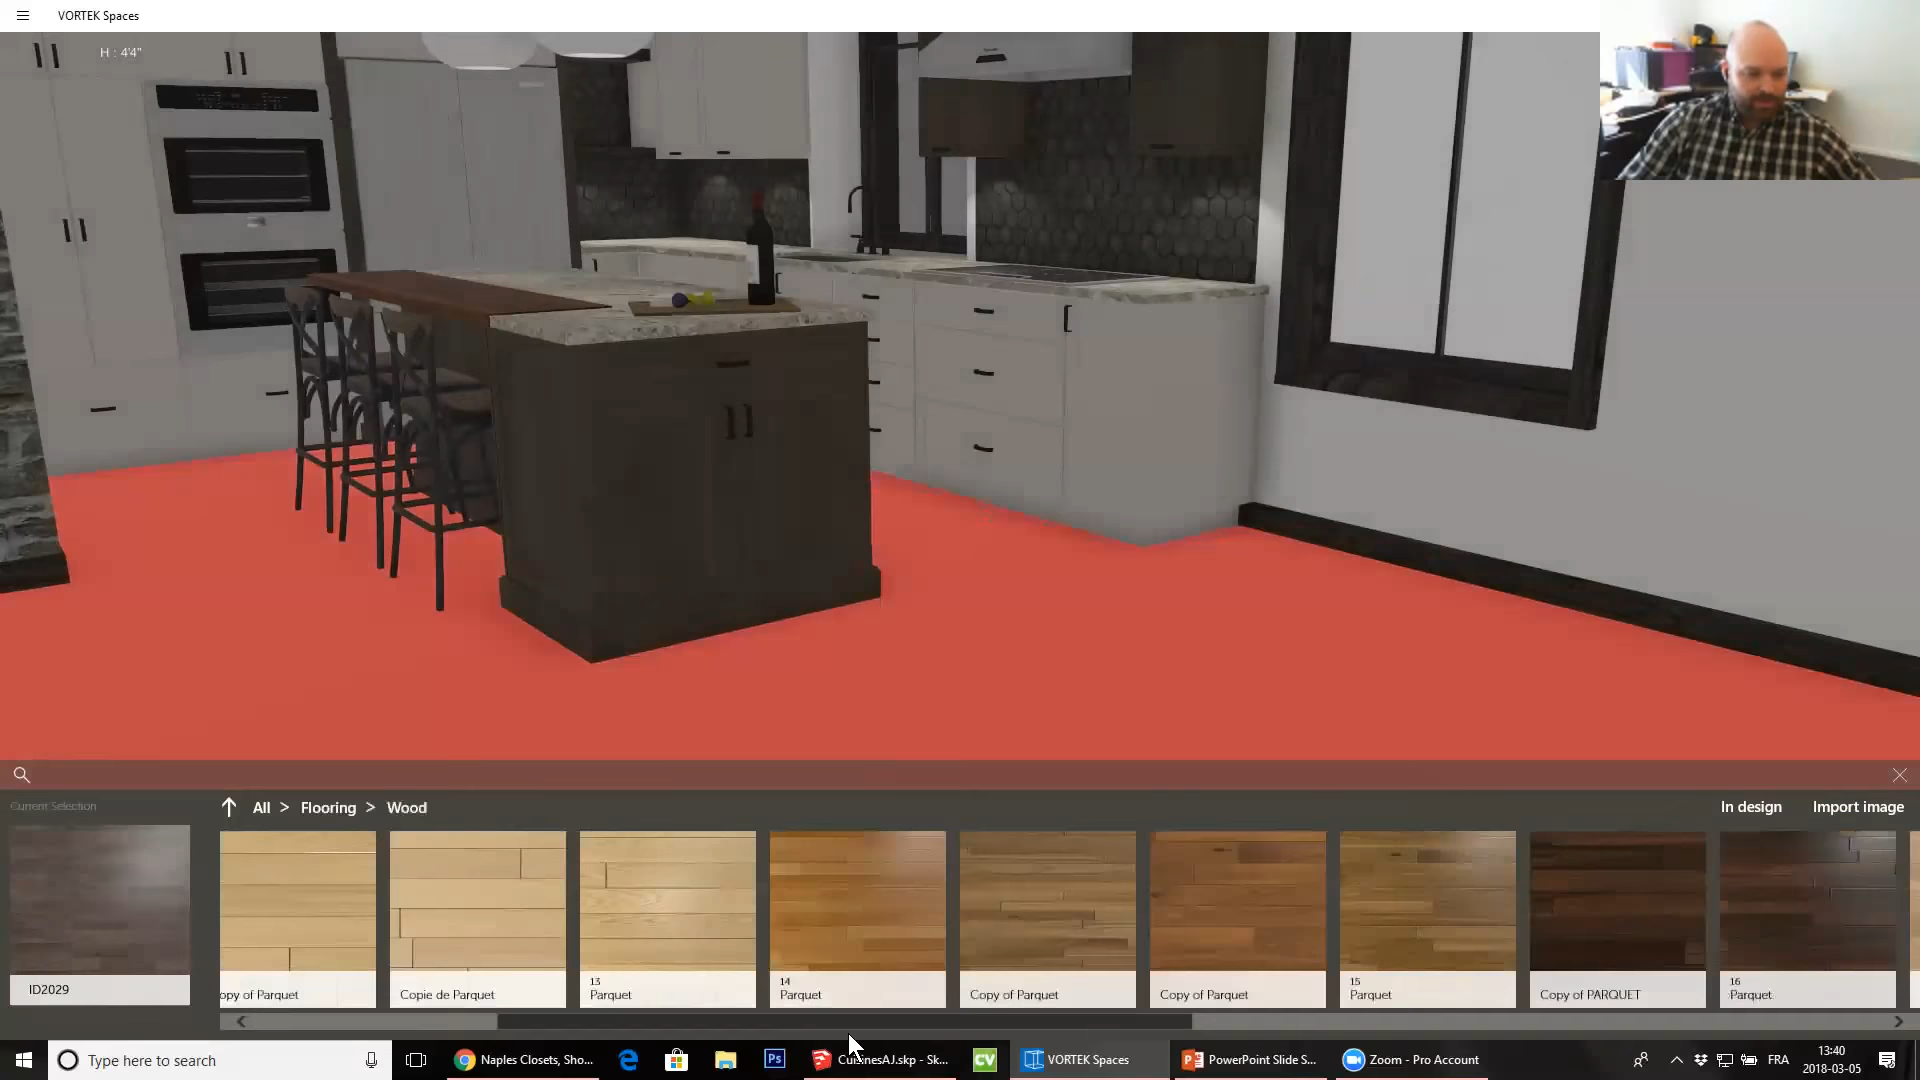 VORTEK Spaces
H : 4'4"
Current Selection
All > Flooring > Wood
In design
Import image
ID2029
opy of Parquet
Copie de Parquet
13
Parquet
14
Parquet
Copy of Parquet
Copy of Parquet
15
Parquet
Copy of PARQUET
16
Parquet
Type here to search
Naples Closets, Sho...
Ps
CuisinesAJ.skp - Sk...
CV
VORTEK Spaces
PowerPoint Slide S...
Zoom - Pro Account
FRA
13:40
2018-03-05